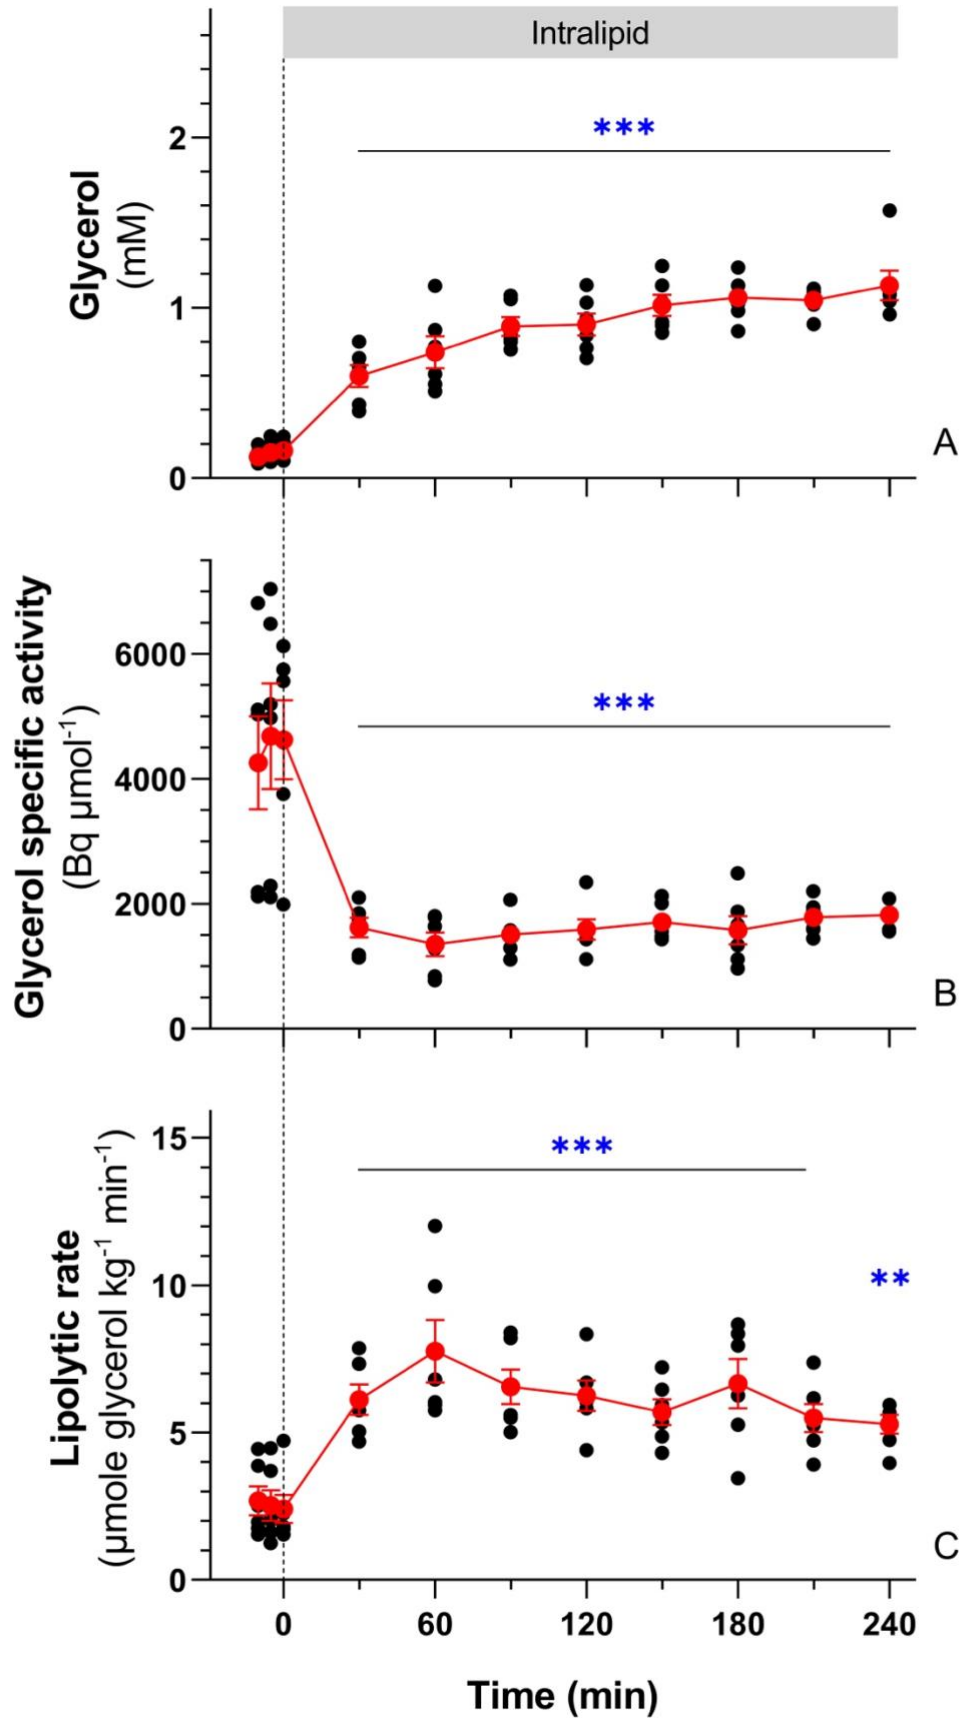 Intralipid
***
2
1
0
Glycerol
(mM)
A
***
6000
4000
2000
0
Glycerol specific activity
(Bq µmol⁻¹)
B
***
**
15
10
5
0
Lipolytic rate
(µmole glycerol kg⁻¹ min⁻¹)
C
0 60 120 180 240
Time (min)